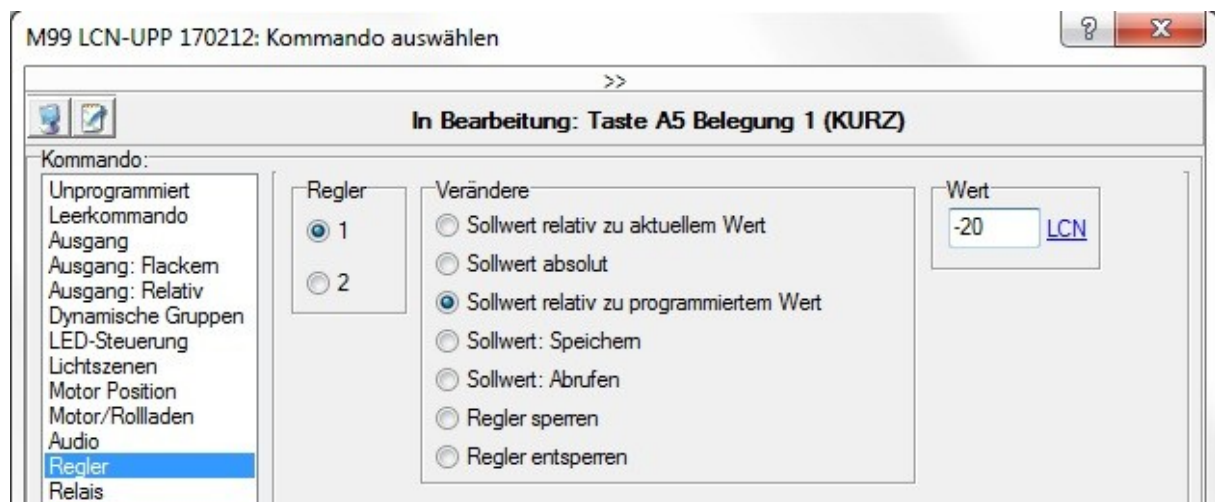 M99 LCN-UPP 170212: Kommando auswählen
?
X
>>
In Bearbeitung: Taste A5 Belegung 1 (KURZ)
Kommando:
Unprogrammiert
Leerkommando
Ausgang
Ausgang: Flackern
Ausgang: Relativ
Dynamische Gruppen
LED-Steuerung
Lichtszenen
Motor Position
Motor/Rollladen
Audio
Regler
Relais
Regler
1
2
Verändere
Sollwert relativ zu aktuellem Wert
Sollwert absolut
Sollwert relativ zu programmiertem Wert
Sollwert: Speichern
Sollwert: Abrufen
Regler sperren
Regler entsperren
Wert
-20 LCN